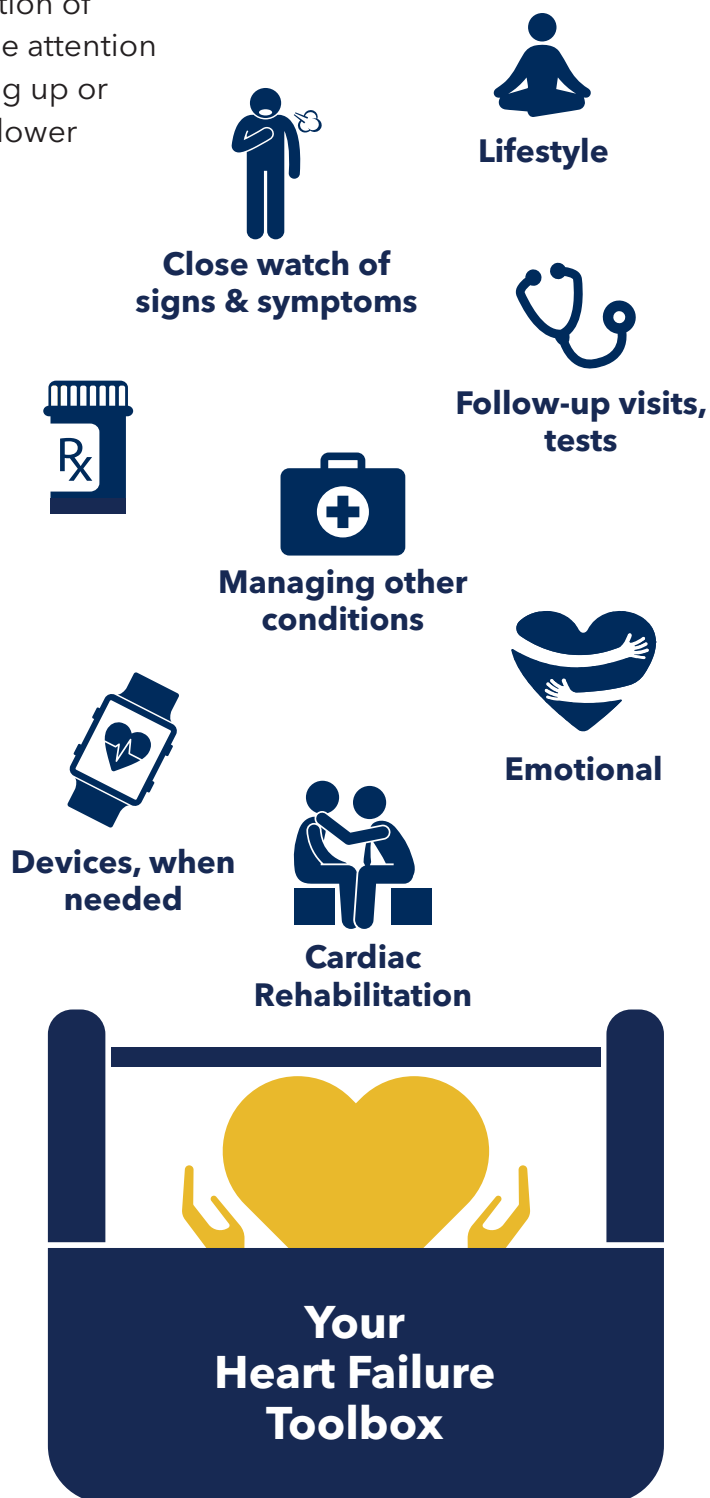 e attention
g up or
lower
Lifestyle
Close watch of
signs & symptoms
Follow-up visits,
tests
Rx
Managing other
conditions
Emotional
Devices, when
needed
Cardiac
Rehabilitation
Your
Heart Failure
Toolbox